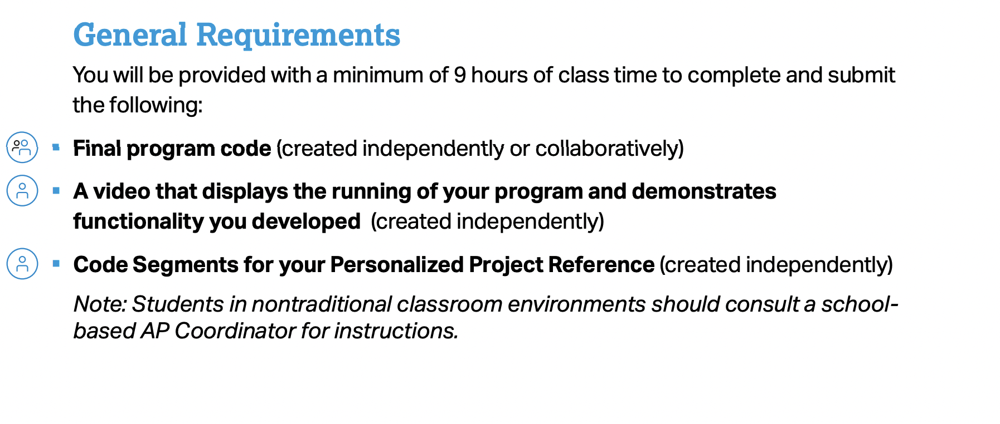 General Requirements
You will be provided with a minimum of 9 hours of class time to complete and submit
the following:
▪ Final program code (created independently or collaboratively)
▪ A video that displays the running of your program and demonstrates
functionality you developed (created independently)
▪ Code Segments for your Personalized Project Reference (created independently)
Note: Students in nontraditional classroom environments should consult a school-
based AP Coordinator for instructions.